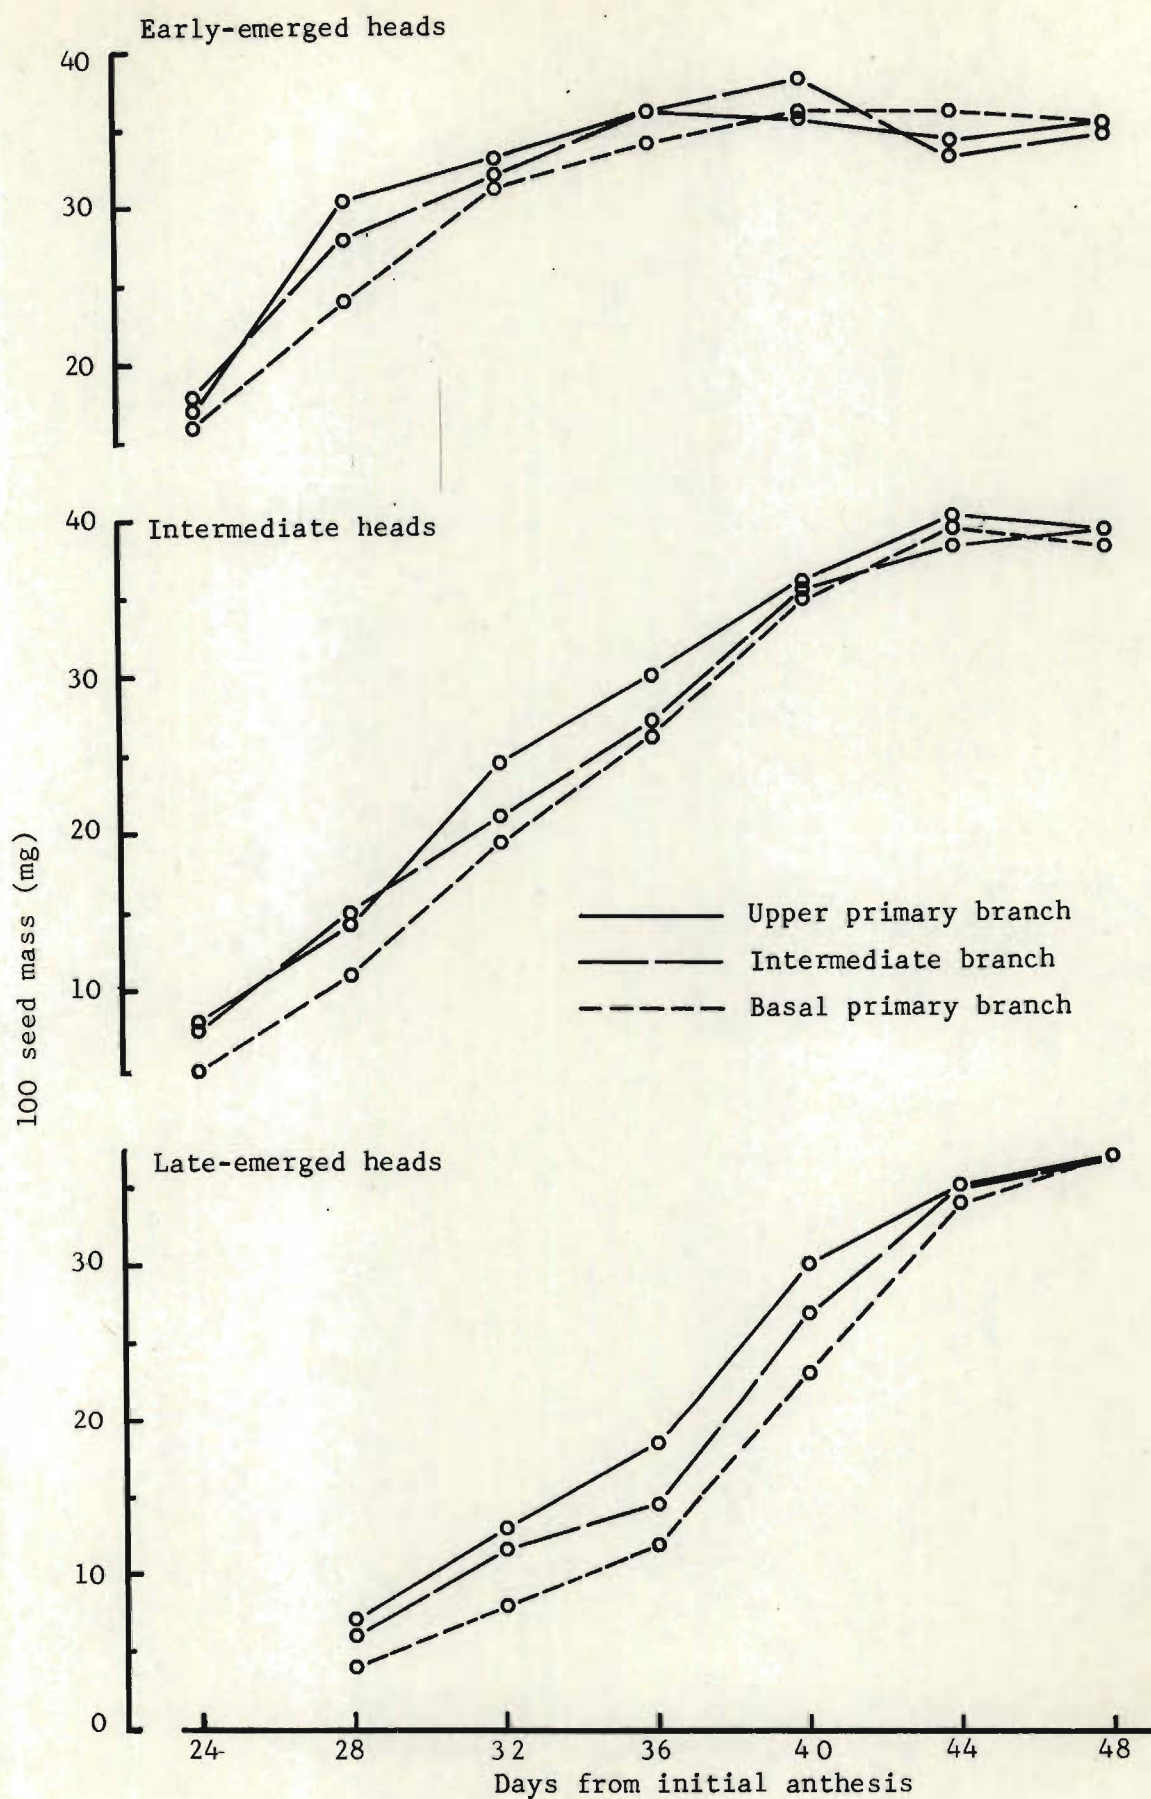 Early-emerged heads
40
30
20
Intermediate heads
40
30
20
10
100 seed mass (mg)
Upper primary branch
Intermediate branch
Basal primary branch
Late-emerged heads
30
20
10
0
24 28 32 36 40 44 48
Days from initial anthesis